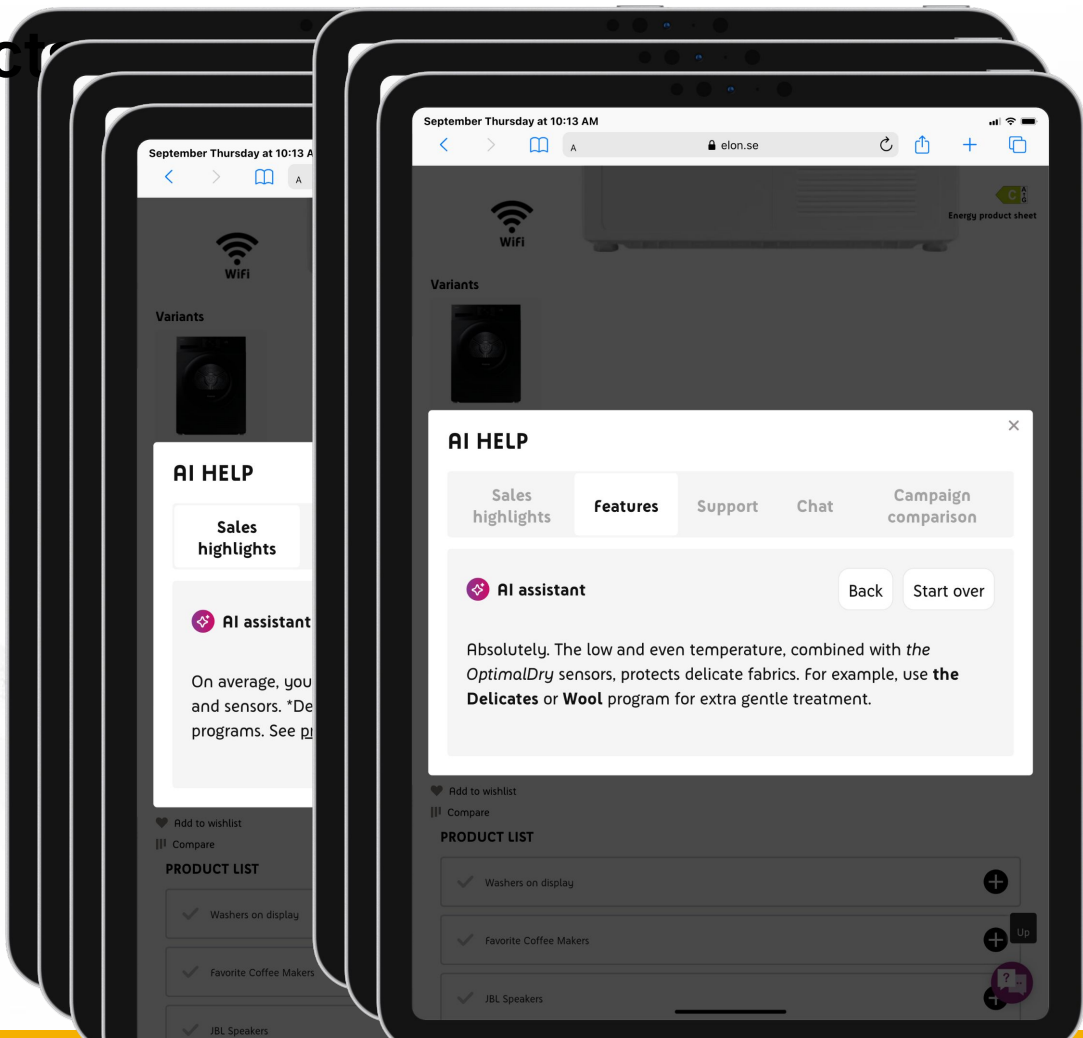 September Thursday at 10:13 A
A
WiFi
Variants
AI HELP
Sales
highlights
AI assistant
On average, you
and sensors. *De
programs. See
Add to wishlist
Compare
PRODUCT LIST
Washers on display
Favorite Coffee Makers
JBL Speakers
September Thursday at 10:13 AM
A
elon.se
C
A
G
Energy product sheet
WiFi
Variants
AI HELP
Sales
highlights
Features
Support
Chat
Campaign
comparison
AI assistant
Back
Start over
Absolutely. The low and even temperature, combined with the
OptimalDry sensors, protects delicate fabrics. For example, use the
Delicates or Wool program for extra gentle treatment.
Add to wishlist
Compare
PRODUCT LIST
Washers on display
Favorite Coffee Makers
Up
JBL Speakers